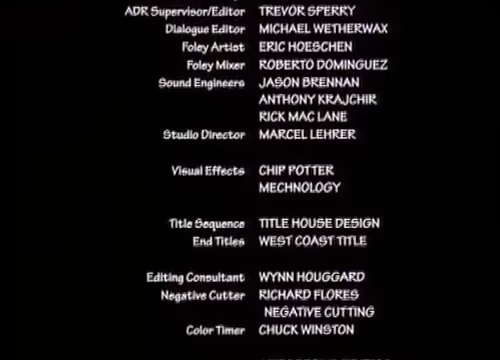 ADR Supervisor/Editor TREVOR SPERRY
Dialogue Editor MICHAEL WETHERWAX
Foley Artist ERIC HOESCHEN
Foley Mixer ROBERTO DOMINGUEZ
Sound Engineers JASON BRENNAN
ANTHONY KRAJCHIR
RICK MAC LANE
Studio Director MARCEL LEHRER
Visual Effects CHIP POTTER
MECHNOLOGY
Title Sequence TITLE HOUSE DESIGN
End Titles WEST COAST TITLE
Editing Consultant WYNN HOUGGARD
Negative Cutter RICHARD FLORES
NEGATIVE CUTTING
Color Timer CHUCK WINSTON